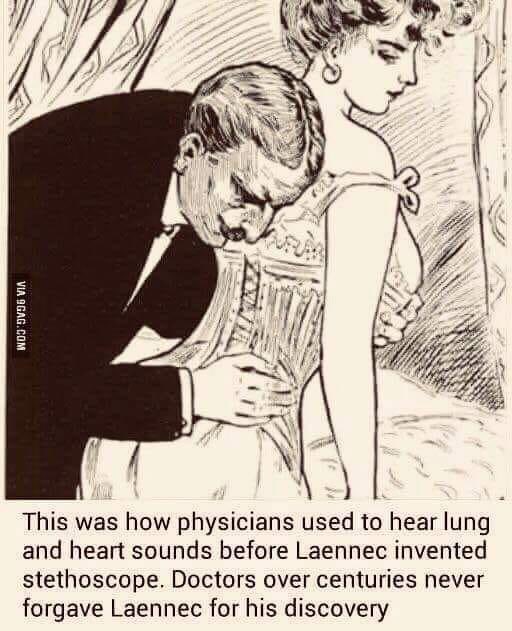 VIA 9GAG.COM
This was how physicians used to hear lung
and heart sounds before Laennec invented
stethoscope. Doctors over centuries never
forgave Laennec for his discovery